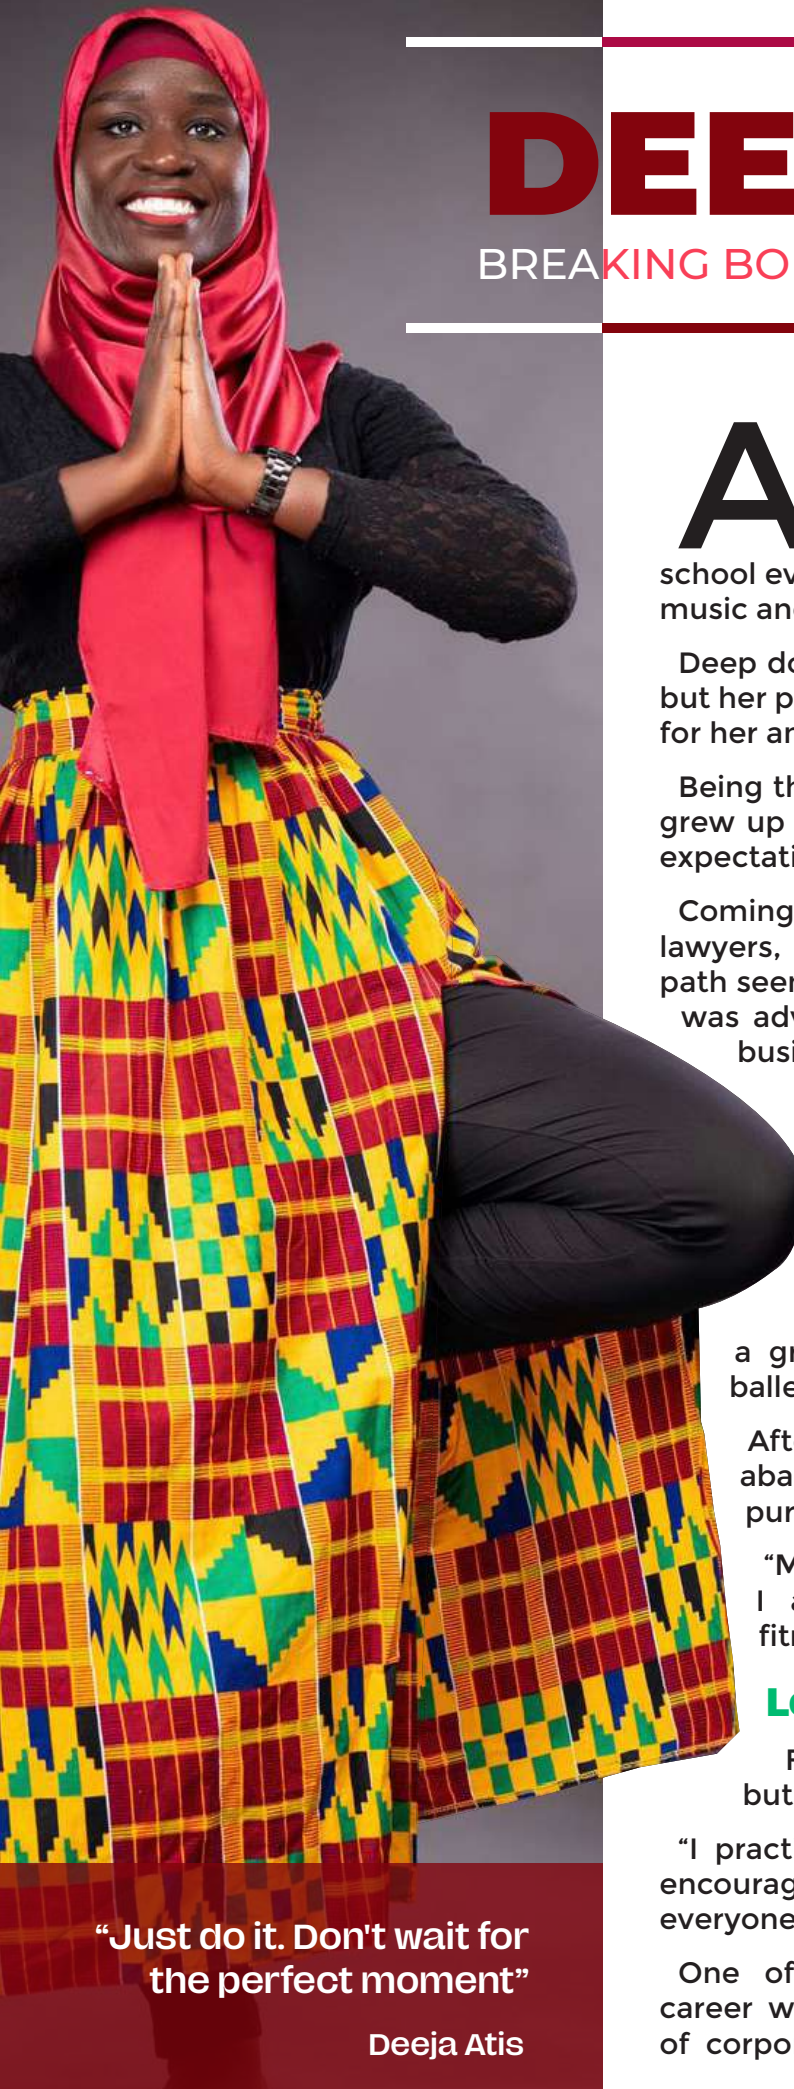 DEE
BREAKING BO
A
school ev
music an
Deep do
but her p
for her an
Being th
grew up
expectati
Coming
lawyers,
path seem
was adv
busi
a gr
balle
Aft
aba
pur
“M
I a
fitn
Le
F
but
“I pract
encourag
everyone
One of
career w
of corpo
“Just do it. Don't wait for
the perfect moment”
Deeja Atis